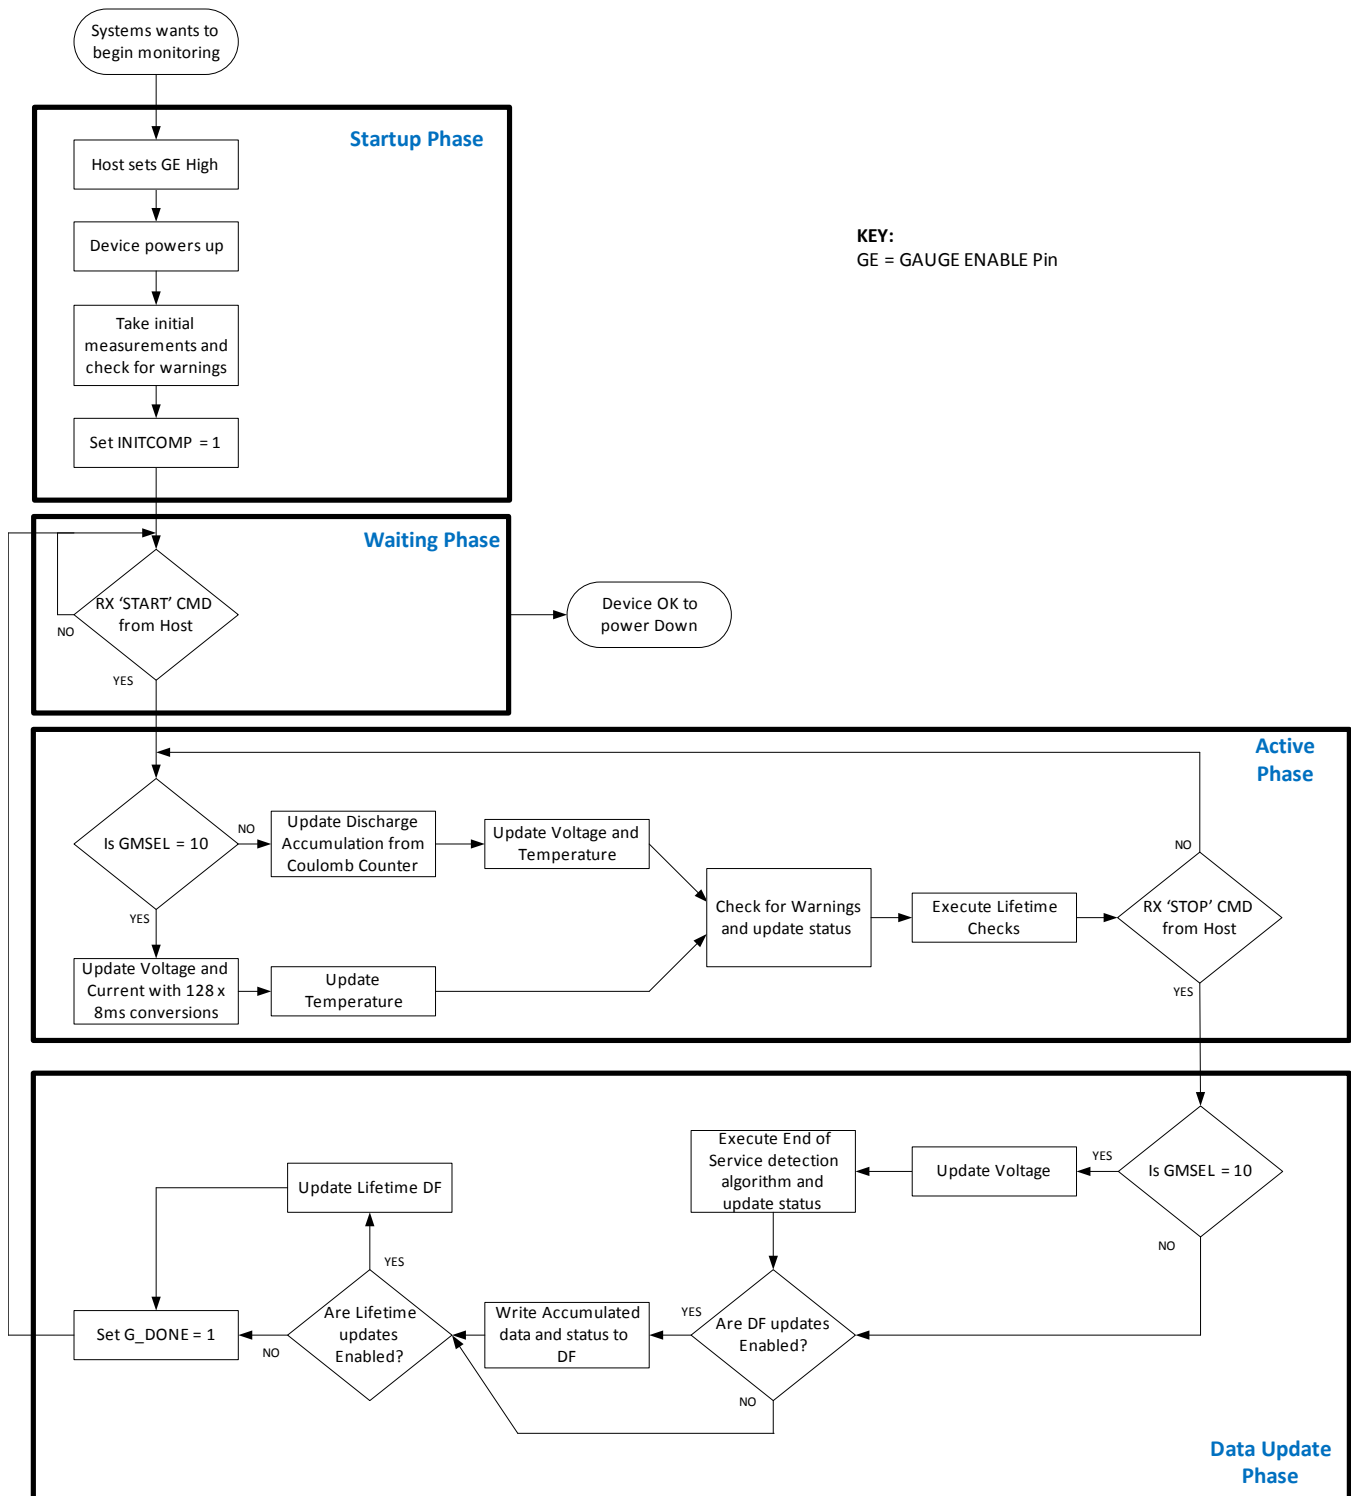 Systems wants to
begin monitoring
Startup Phase
Host sets GE High
Device powers up
KEY:
GE = GAUGE ENABLE Pin
Take initial
measurements and
check for warnings
Set INITCOMP = 1
Waiting Phase
RX ‘START’ CMD
from Host
NO
YES
Device OK to
power Down
Active
Phase
Is GMSEL = 10
NO
YES
Update Discharge
Accumulation from
Coulomb Counter
Update Voltage and
Temperature
Update Voltage and
Current with 128 x
8ms conversions
Update
Temperature
Check for Warnings
and update status
Execute Lifetime
Checks
NO
RX ‘STOP’ CMD
from Host
YES
Is GMSEL = 10
YES
NO
Update Voltage
Execute End of
Service detection
algorithm and
update status
Are DF updates
Enabled?
YES
NO
Write Accumulated
data and status to
DF
Are Lifetime
updates
Enabled?
YES
NO
Update Lifetime DF
Set G_DONE = 1
Data Update
Phase